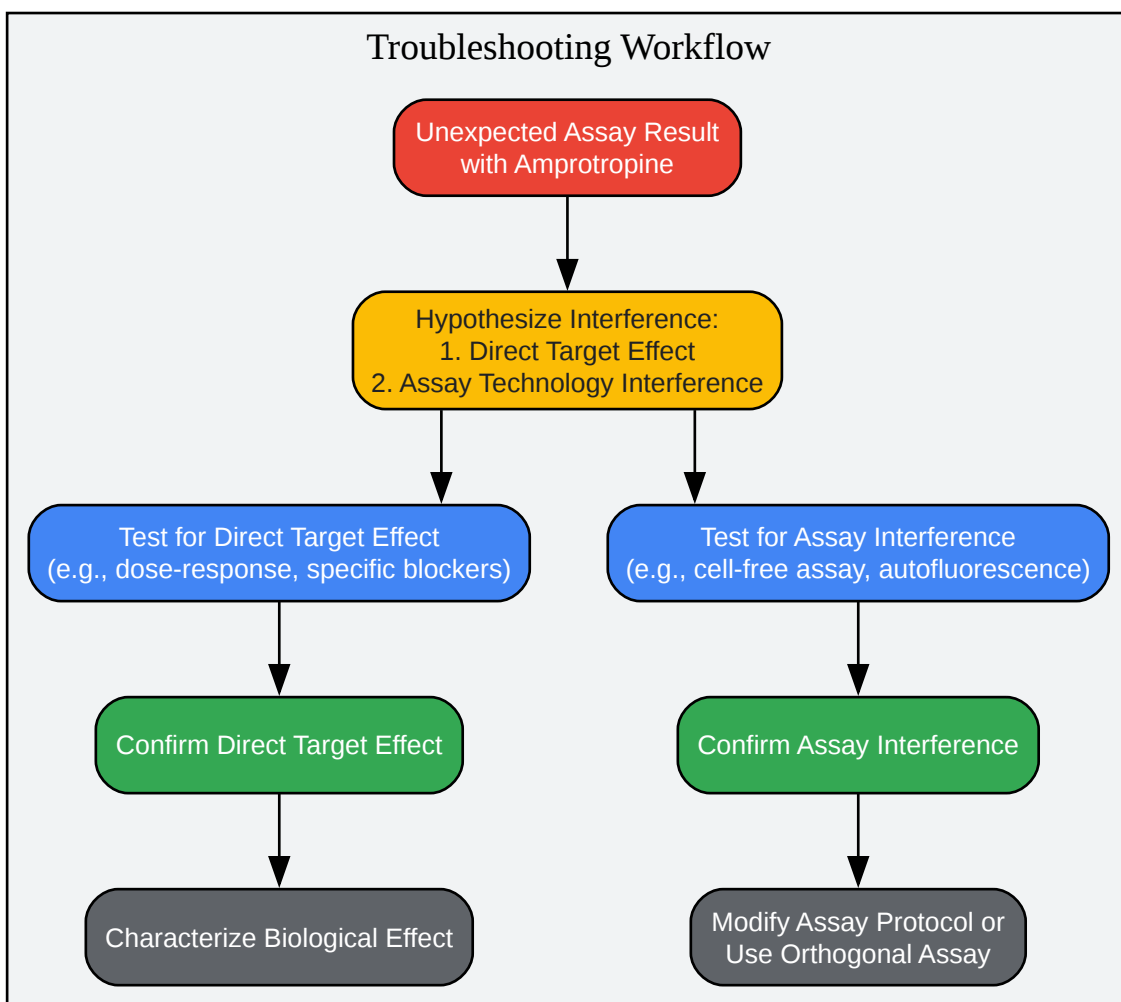 Troubleshooting Workflow
Unexpected Assay Result
with Amprotropine
Hypothesize Interference:
1. Direct Target Effect
2. Assay Technology Interference
Test for Direct Target Effect
(e.g., dose-response, specific blockers)
Test for Assay Interference
(e.g., cell-free assay, autofluorescence)
Confirm Direct Target Effect
Confirm Assay Interference
Characterize Biological Effect
Modify Assay Protocol or
Use Orthogonal Assay